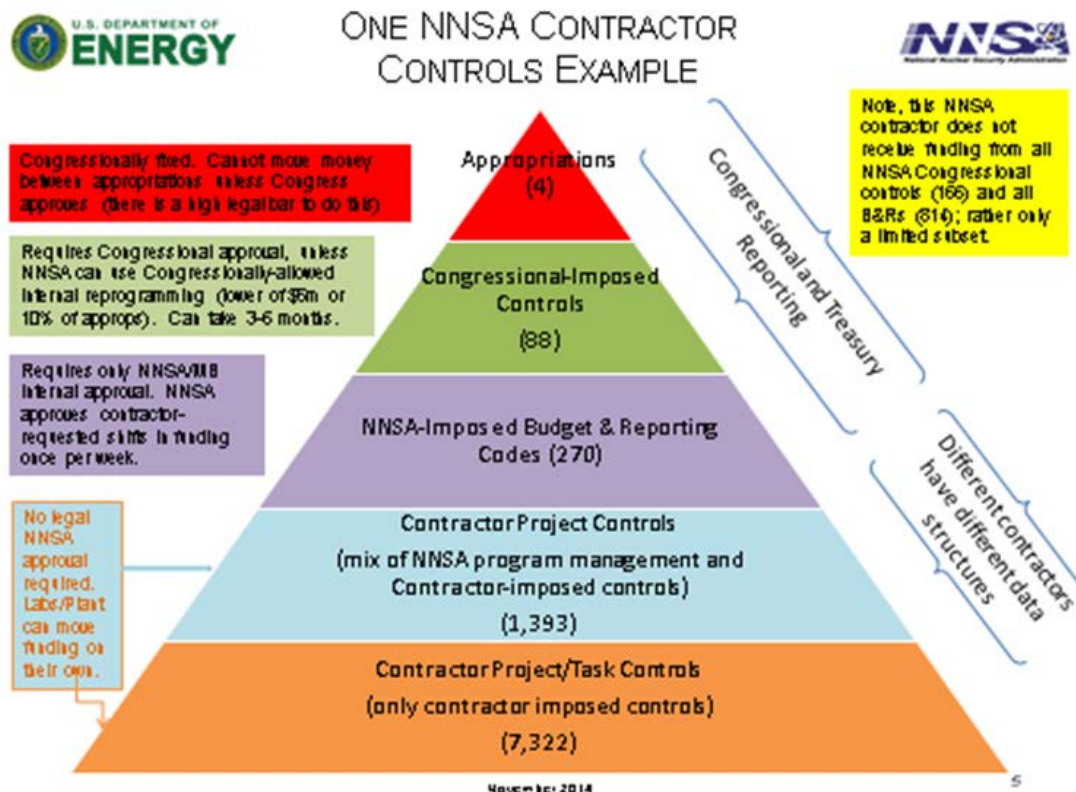 U.S. DEPARTMENT OF
ENERGY
ONE NNSA CONTRACTOR
CONTROLS EXAMPLE
NNSA
National Nuclear Security Administration
Note, this NNSA
contractor does not
receive funding from all
NNSA Congressional
controls (166) and all
B&Rs (814); rather only
a limited subset.
Congressionally fixed. Cannot move money
between appropriations unless Congress
approves (there is a high legal bar to do this)
Appropriations
(4)
Requires Congressional approval, unless
NNSA can use Congressionally-allowed
internal reprogramming (lower of $5m or
10% of approps). Can take 3-6 months.
Congressional-Imposed
Controls
(88)
Congressional and Treasury
Reporting
Requires only NNSA/MB
internal approval. NNSA
approves contractor-
requested shifts in funding
once per week.
NNSA-Imposed Budget & Reporting
Codes (270)
Different contractors
have different data
structures
No legal
NNSA
approval
required.
Labs/Plant
can move
funding on
their own.
Contractor Project Controls
(mix of NNSA program management and
Contractor-imposed controls)
(1,393)
Contractor Project/Task Controls
(only contractor imposed controls)
(7,322)
November 2014
5